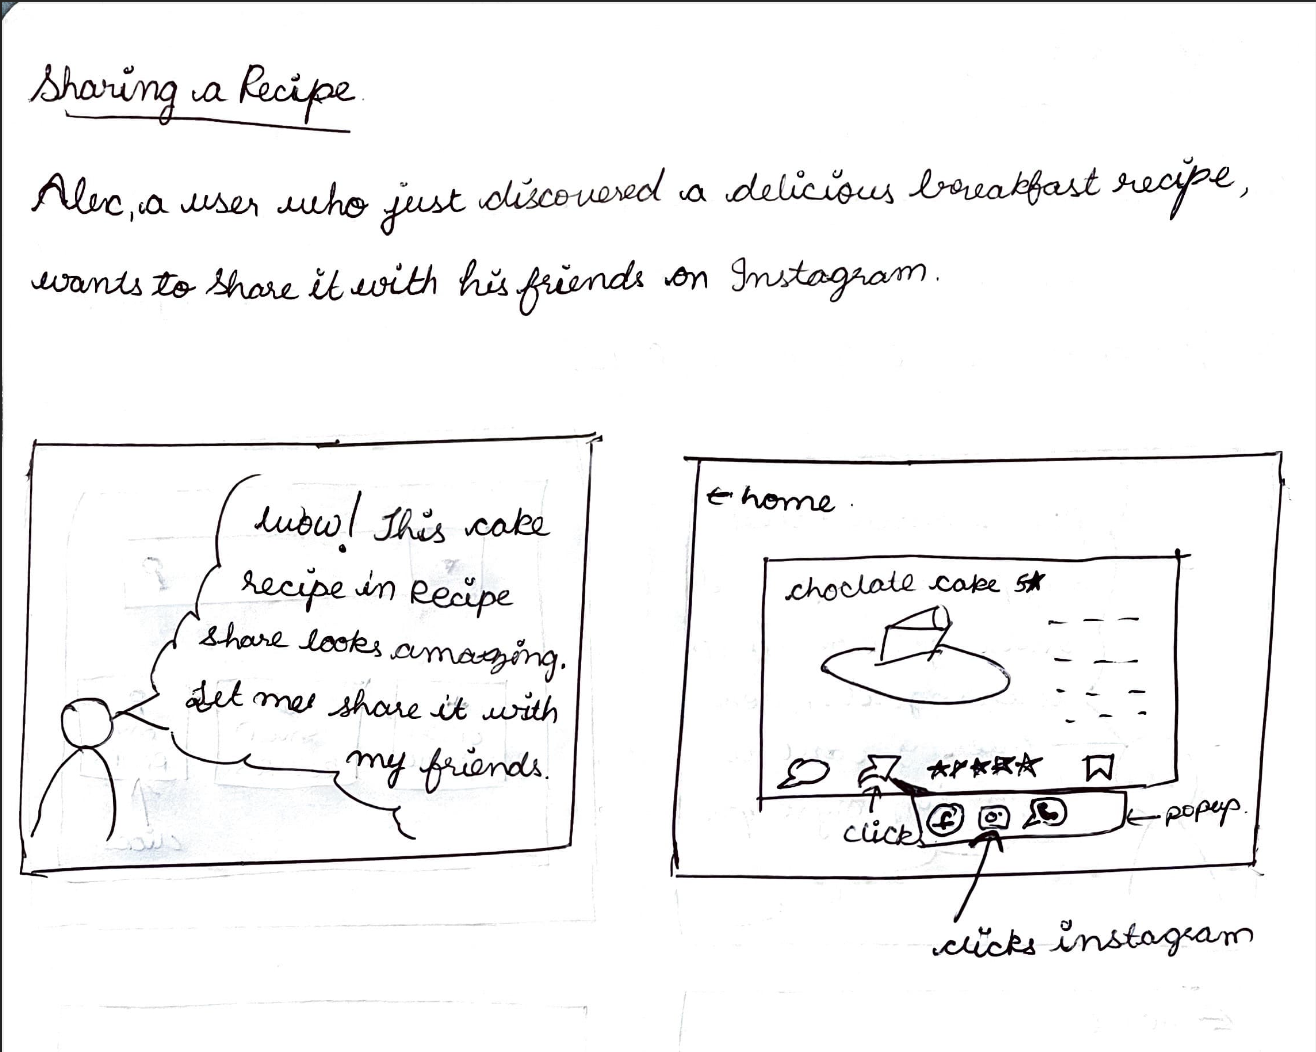 Sharing a Recipe.
Alex, a user who just discovered a delicious breakfast recipe,
wants to share it with his friends on Instagram.
wow! This cake
recipe in Recipe
share looks amazing.
Let me share it with
my friends.
← home.
choclate cake 5★
click
← popup.
clicks instagram